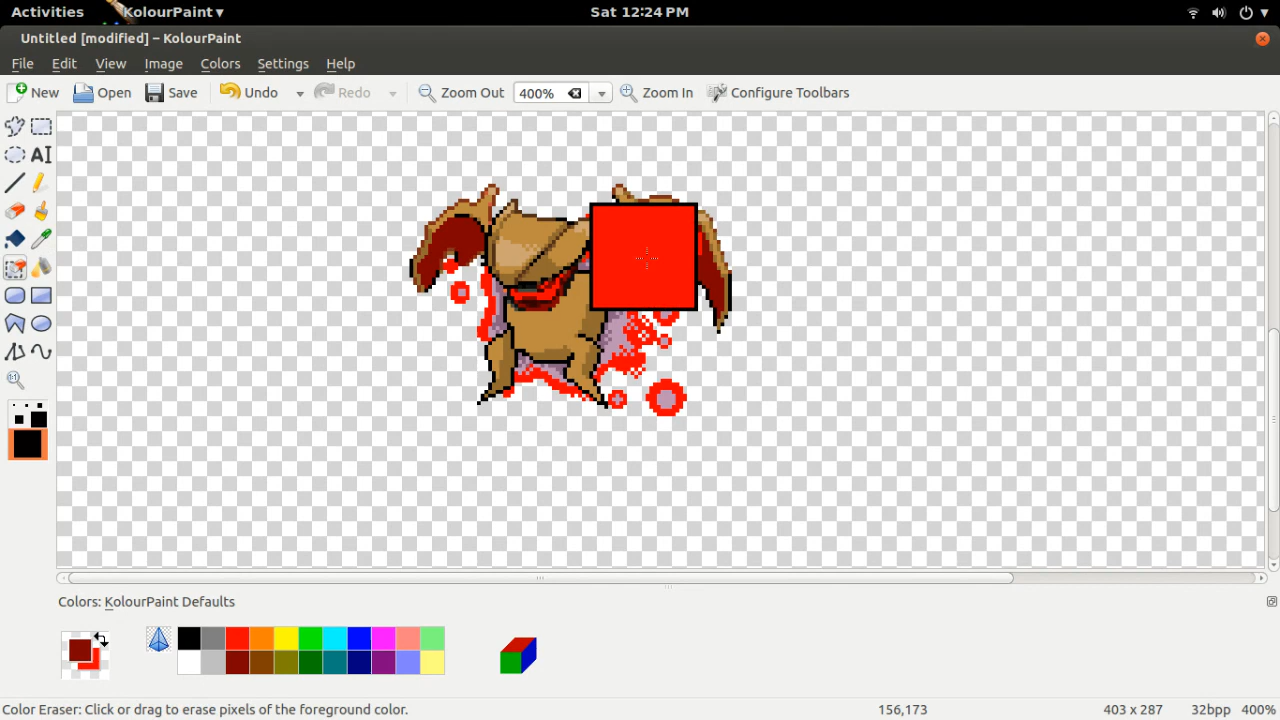 Activities KolourPaint▾ Sat 12:24 PM
Untitled [modified] – KolourPaint
File Edit View Image Colors Settings Help
New Open Save Undo Redo Zoom Out 400% Zoom In Configure Toolbars
Colors: KolourPaint Defaults
Color Eraser: Click or drag to erase pixels of the foreground color. 156,173 403 x 287 32bpp 400%